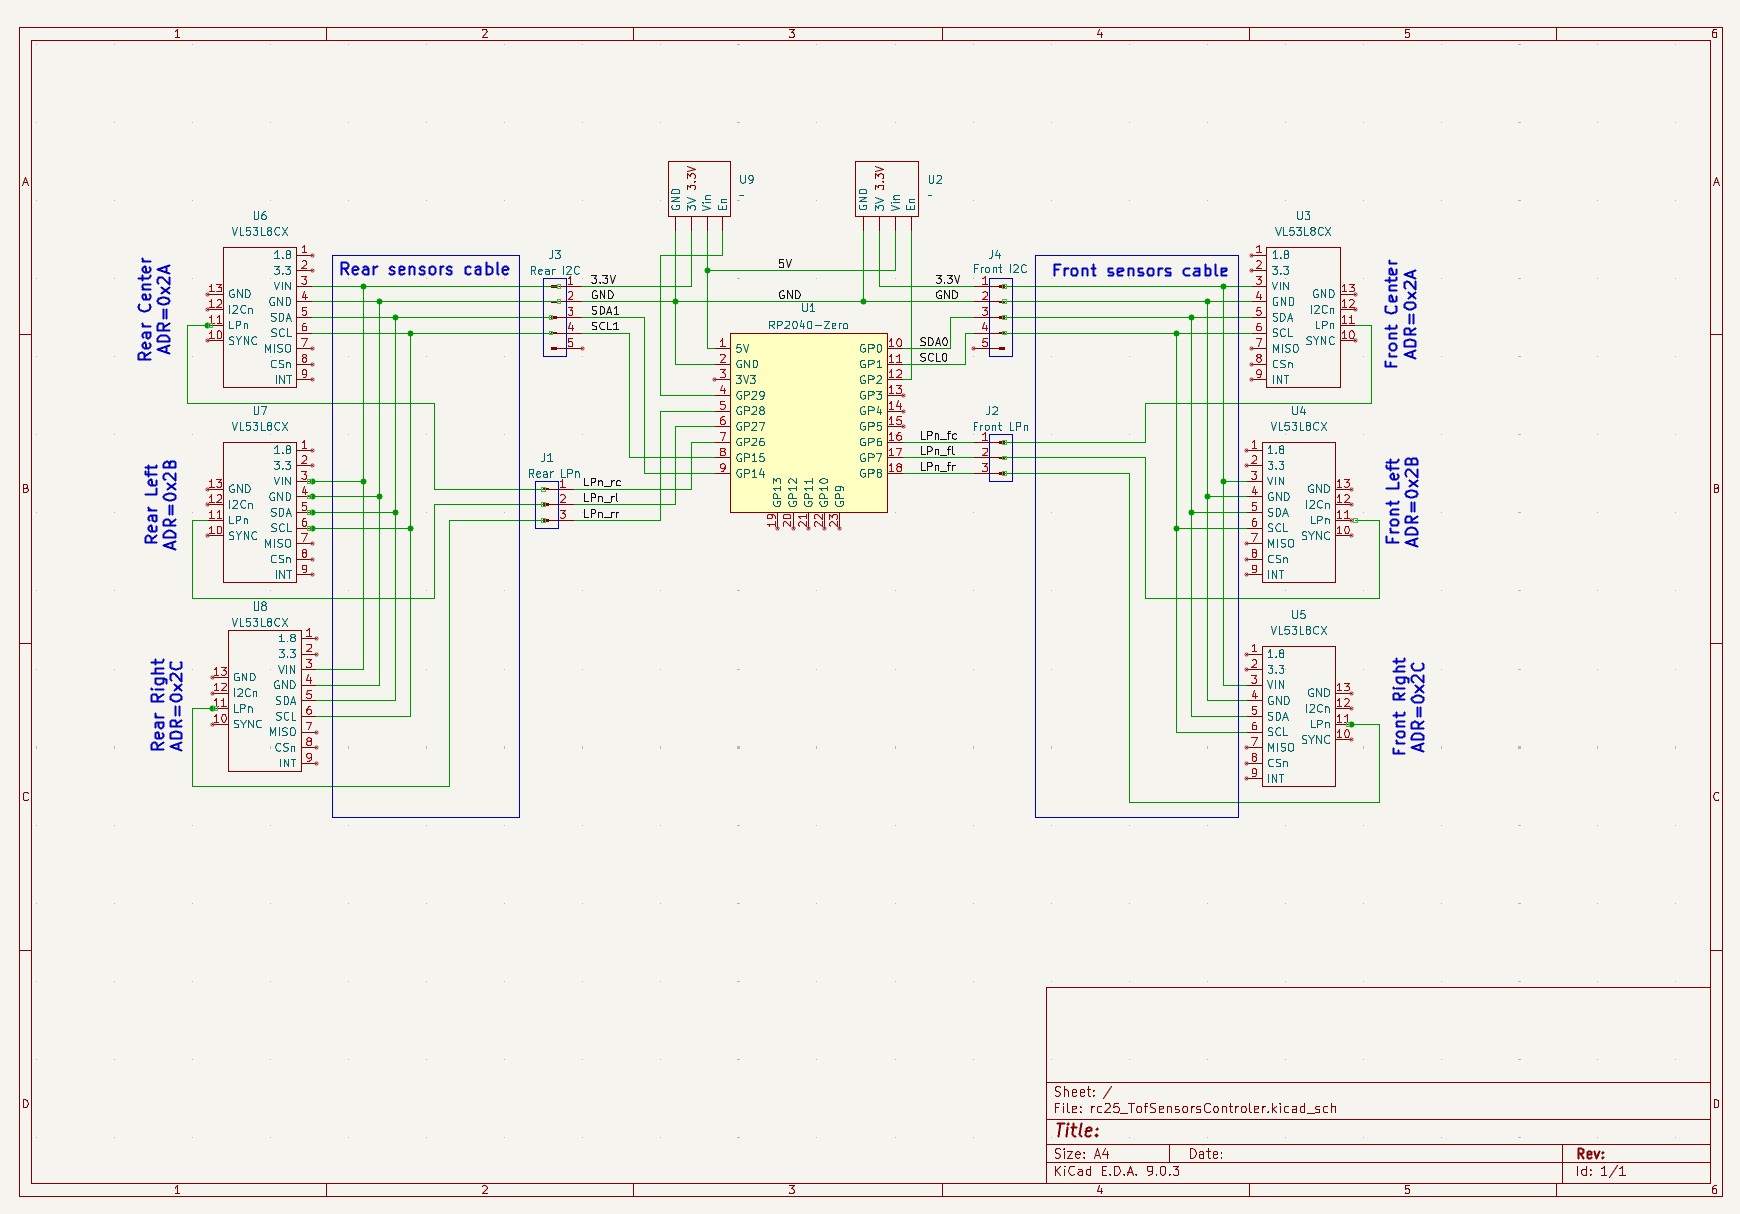 1 2 3 4 5 6
A
B
C
D
U9
GND
3V 3.3V
Vin
En
-
U2
GND
3V 3.3V
Vin
En
-
U6
VL53L8CX
1.8 1
3.3 2
VIN 3
GND 4
SDA 5
SCL 6
MISO 7
CSn 8
INT 9
13 GND
12 I2Cn
11 LPn
10 SYNC
Rear Center
ADR=0x2A
Rear sensors cable
J3
Rear I2C
1
2
3
4
5
3.3V
GND
SDA1
SCL1
5V
GND
U1
RP2040-Zero
1 5V
2 GND
3 3V3
4 GP29
5 GP28
6 GP27
7 GP26
8 GP15
9 GP14
GP0 10
GP1 11
GP2 12
GP3 13
GP4 14
GP5 15
GP6 16
GP7 17
GP8 18
GP13 19
GP12 20
GP11 21
GP10 22
GP9 23
3.3V
GND
SDA0
SCL0
J4
Front I2C
1
2
3
4
5
Front sensors cable
U3
VL53L8CX
1 1.8
2 3.3
3 VIN
4 GND
5 SDA
6 SCL
7 MISO
8 CSn
9 INT
GND 13
I2Cn 12
LPn 11
SYNC 10
Front Center
ADR=0x2A
U7
VL53L8CX
1.8 1
3.3 2
VIN 3
GND 4
SDA 5
SCL 6
MISO 7
CSn 8
INT 9
13 GND
12 I2Cn
11 LPn
10 SYNC
Rear Left
ADR=0x2B
J1
Rear LPn
1
2
3
LPn_rc
LPn_rl
LPn_rr
LPn_fc
LPn_fl
LPn_fr
J2
Front LPn
1
2
3
U4
VL53L8CX
1 1.8
2 3.3
3 VIN
4 GND
5 SDA
6 SCL
7 MISO
8 CSn
9 INT
GND 13
I2Cn 12
LPn 11
SYNC 10
Front Left
ADR=0x2B
U8
VL53L8CX
1.8 1
3.3 2
VIN 3
GND 4
SDA 5
SCL 6
MISO 7
CSn 8
INT 9
13 GND
12 I2Cn
11 LPn
10 SYNC
Rear Right
ADR=0x2C
U5
VL53L8CX
1 1.8
2 3.3
3 VIN
4 GND
5 SDA
6 SCL
7 MISO
8 CSn
9 INT
GND 13
I2Cn 12
LPn 11
SYNC 10
Front Right
ADR=0x2C
A
B
C
D
Sheet: /
File: rc25_TofSensorsControler.kicad_sch
Title:
Size: A4 Date: Rev:
KiCad E.D.A. 9.0.3 Id: 1/1
1 2 3 4 5 6